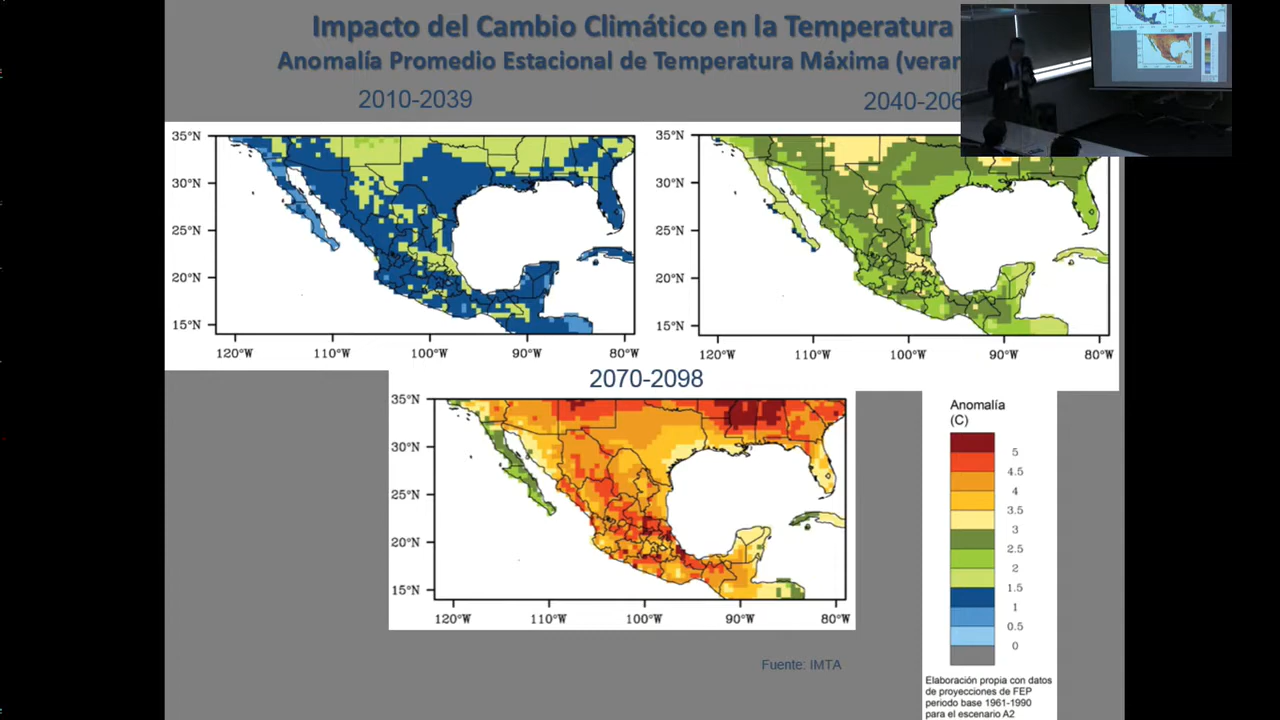 Impacto del Cambio Climático en la Temperatura
Anomalía Promedio Estacional de Temperatura Máxima
2010-2039
35°N
30°N
25°N
20°N
15°N
120°W 110°W 100°W 90°W 80°W
35°N
30°N
25°N
20°N
15°N
120°W 110°W 100°W 90°W 80°W
2070-2098
35°N
30°N
25°N
20°N
15°N
120°W 110°W 100°W 90°W 80°W
Anomalía
(C)
5
4.5
4
3.5
3
2.5
2
1.5
1
0.5
0
Fuente: IMTA
Elaboración propia con datos
de proyecciones de FEP
periodo base 1961-1990
para el escenario A2